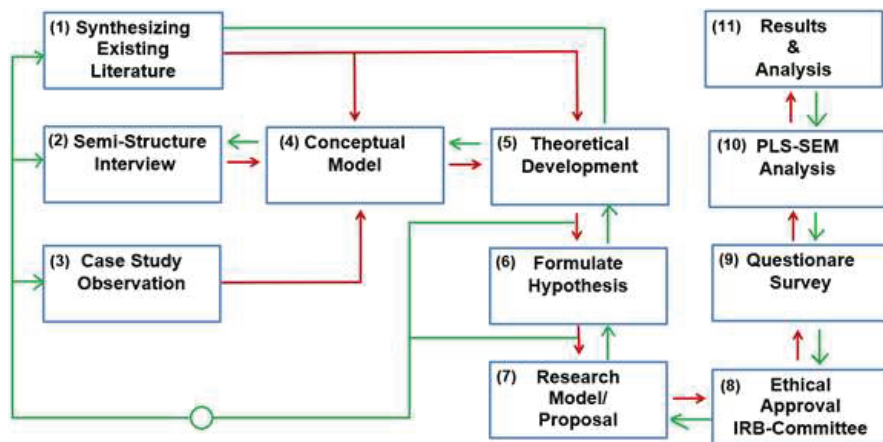 (1) Synthesizing
Existing
Literature
(2) Semi-Structure
Interview
(3) Case Study
Observation
(4) Conceptual
Model
(5) Theoretical
Development
(6) Formulate
Hypothesis
(7) Research
Model/
Proposal
(8) Ethical
Approval
IRB-Committee
(9) Questionare
Survey
(10) PLS-SEM
Analysis
(11) Results
&
Analysis